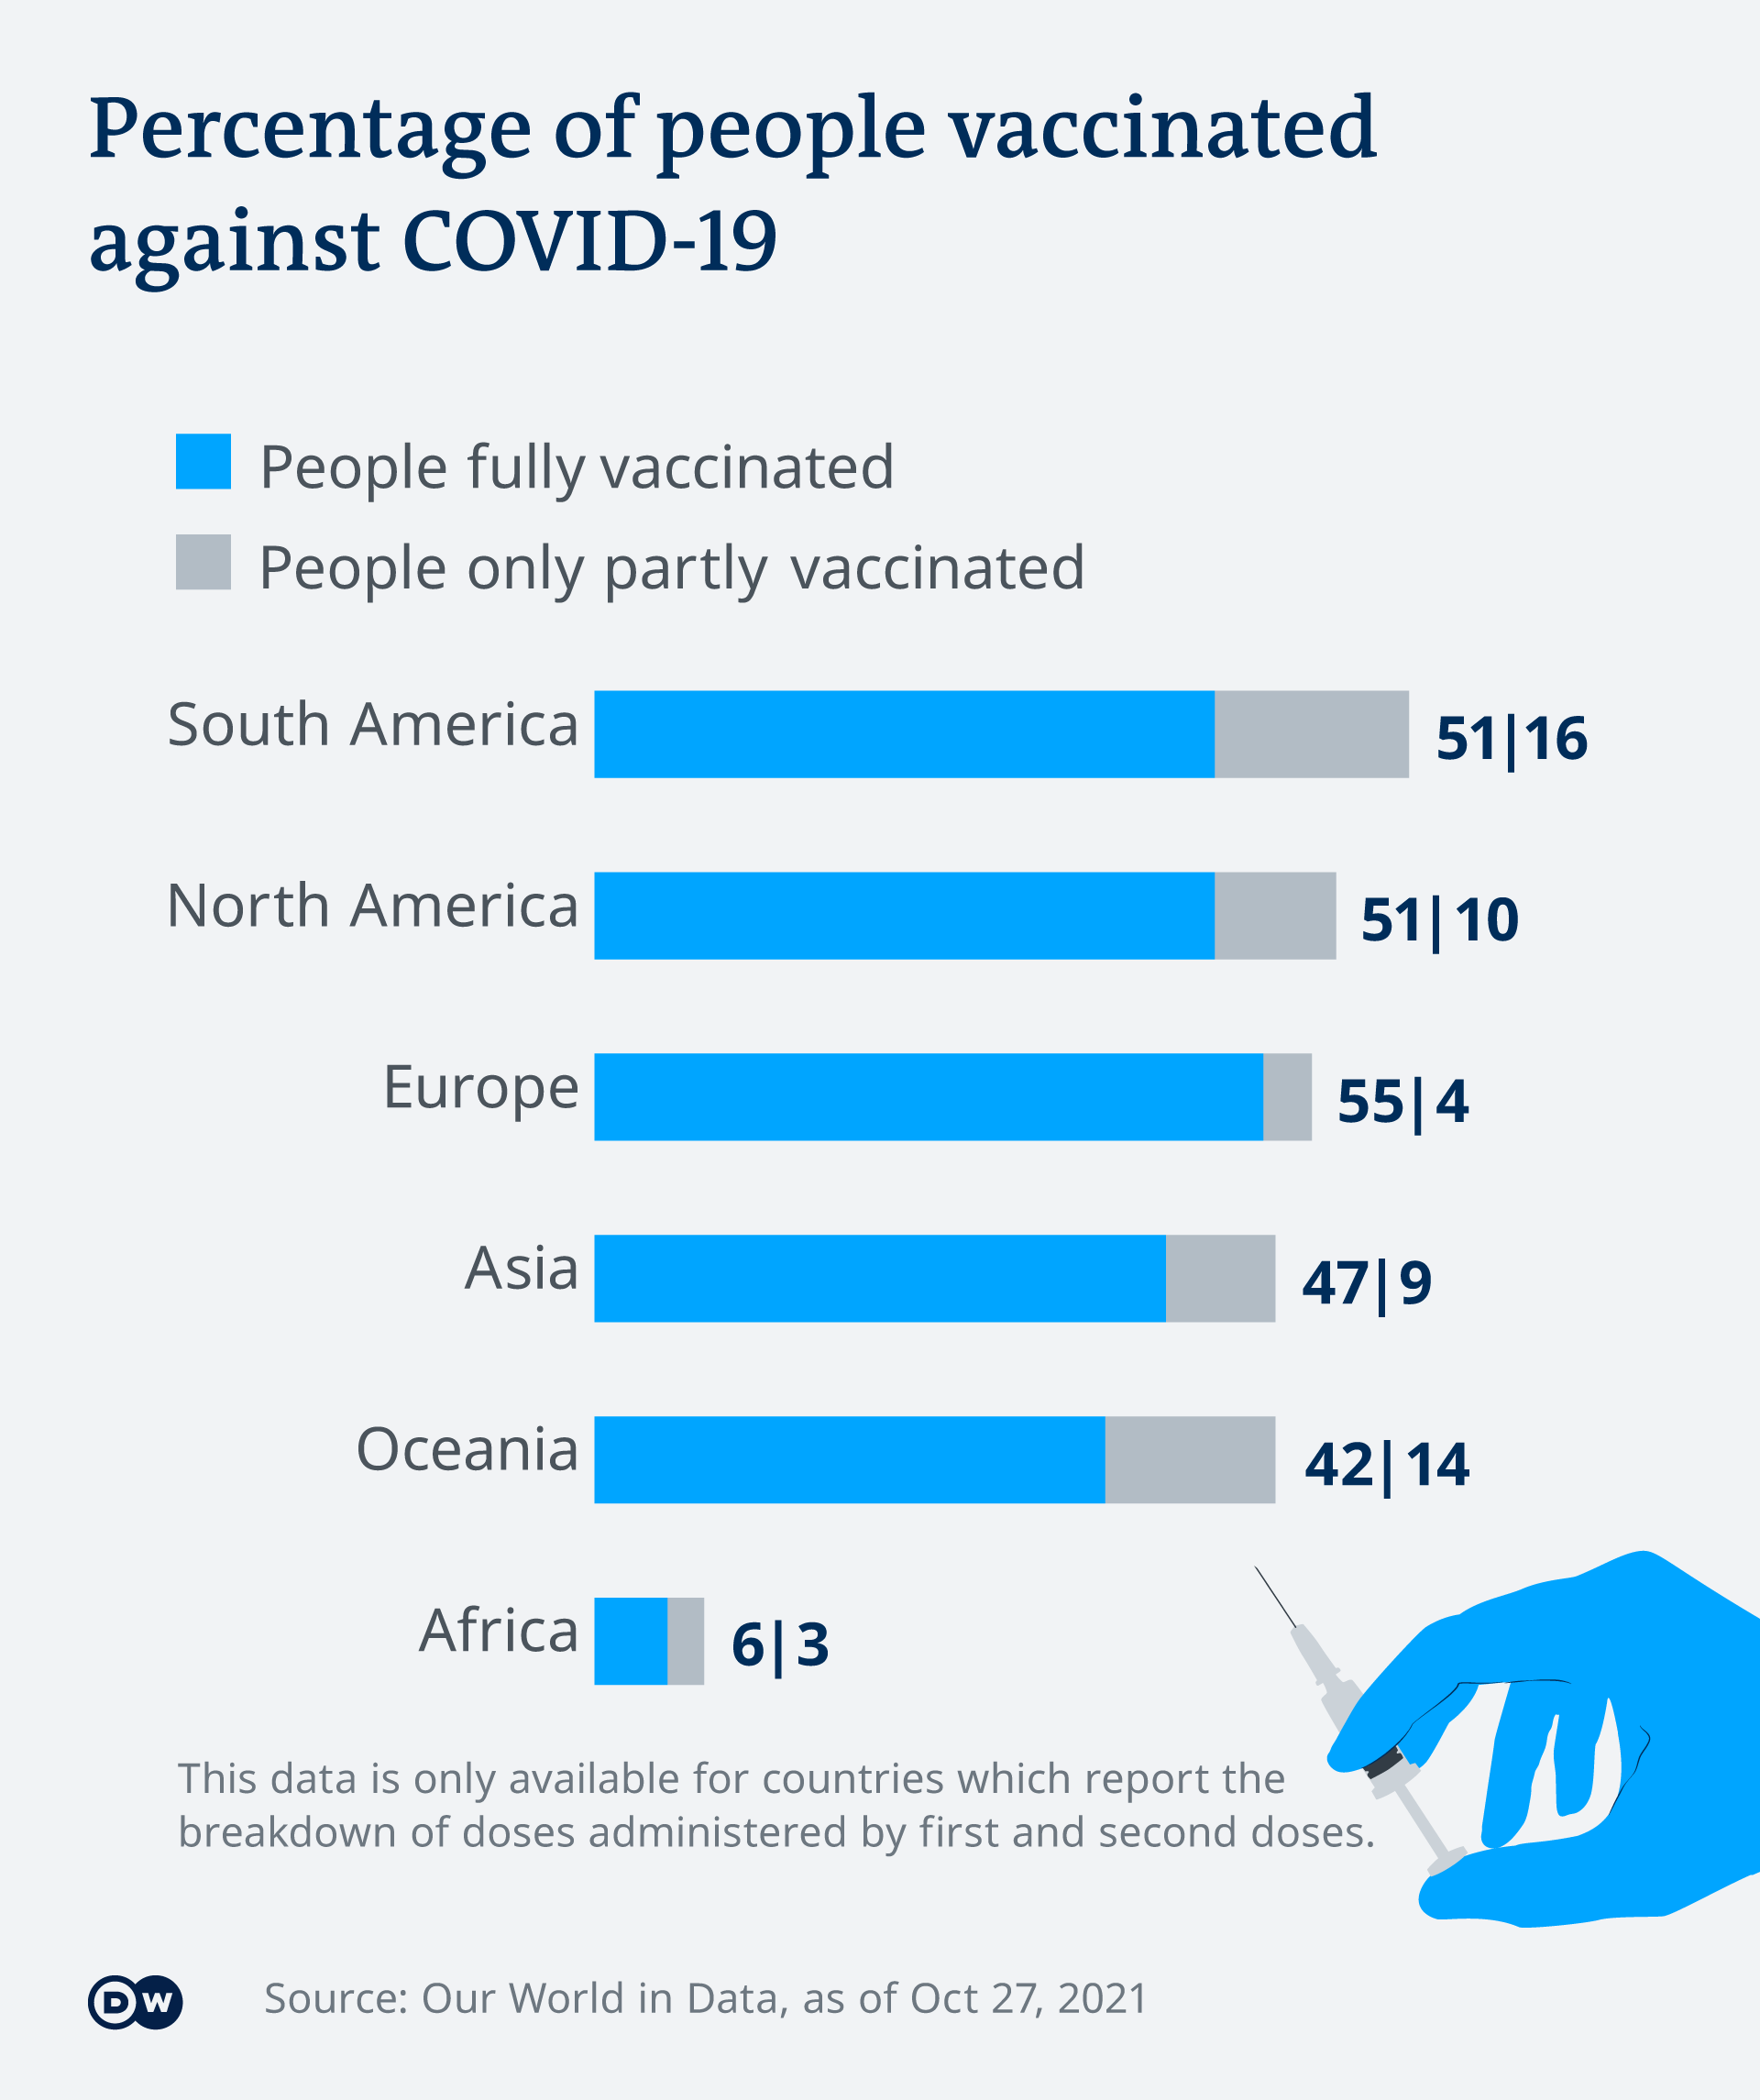 Percentage of people vaccinated
against COVID-19
People fully vaccinated
People only partly vaccinated
South America 51|16
North America 51|10
Europe 55|4
Asia 47|9
Oceania 42|14
Africa 6|3
This data is only available for countries which report the
breakdown of doses administered by first and second doses.
DW Source: Our World in Data, as of Oct 27, 2021